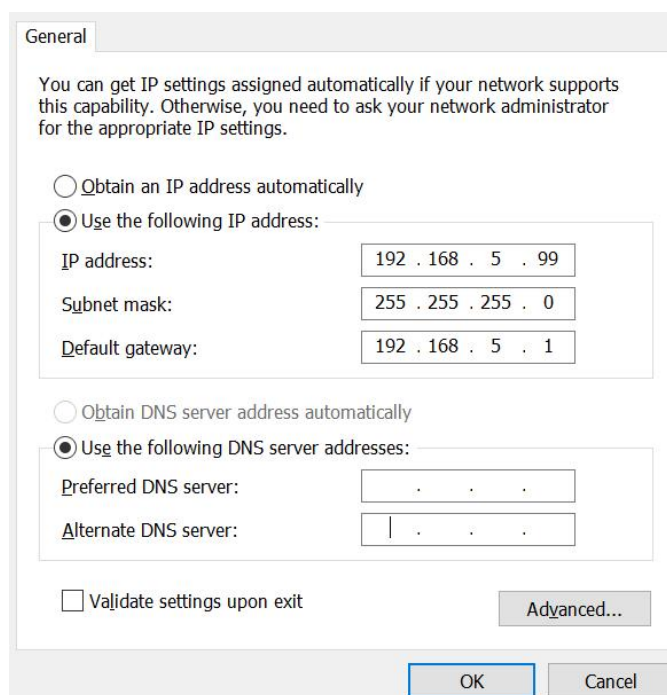 General
You can get IP settings assigned automatically if your network supports
this capability. Otherwise, you need to ask your network administrator
for the appropriate IP settings.
Obtain an IP address automatically
Use the following IP address:
IP address: 192 . 168 . 5 . 99
Subnet mask: 255 . 255 . 255 . 0
Default gateway: 192 . 168 . 5 . 1
Obtain DNS server address automatically
Use the following DNS server addresses:
Preferred DNS server: . . .
Alternate DNS server: . . .
Validate settings upon exit
Advanced...
OK Cancel